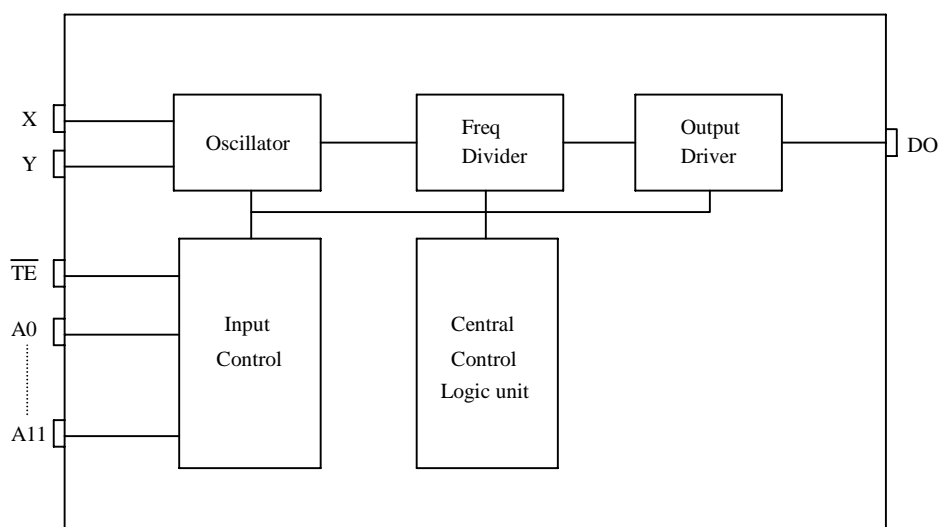 X
Y
Oscillator
Freq
Divider
Output
Driver
DO
TE
A0
A11
Input
Control
Central
Control
Logic unit